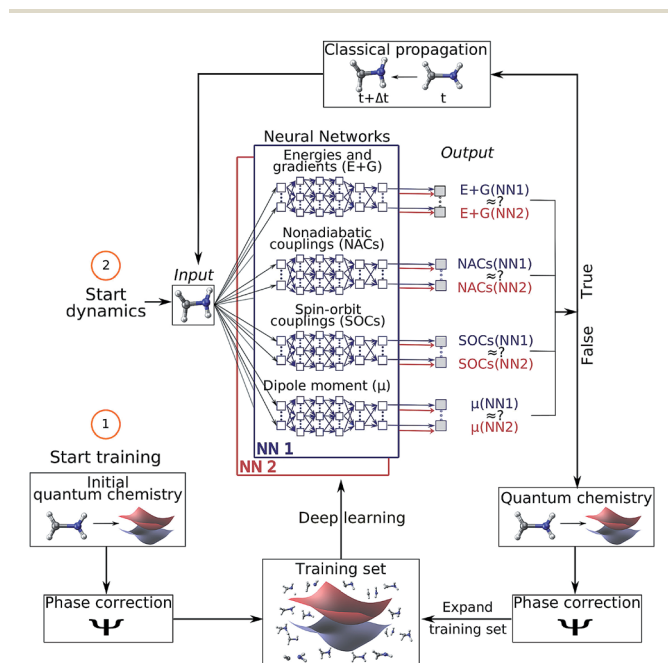 Classical propagation
t+Δt
t
Neural Networks
Output
Energies and
gradients (E+G)
E+G(NN1)
≈?
E+G(NN2)
Nonadiabatic
couplings (NACs)
NACs(NN1)
≈?
NACs(NN2)
2
Start
dynamics
Input
Spin-orbit
couplings (SOCs)
SOCs(NN1)
≈?
SOCs(NN2)
True
False
Dipole moment (μ)
μ(NN1)
≈?
μ(NN2)
NN 1
NN 2
1
Start training
Initial
quantum chemistry
Deep learning
Quantum chemistry
Training set
Phase correction
Ψ
Expand
training set
Phase correction
Ψ